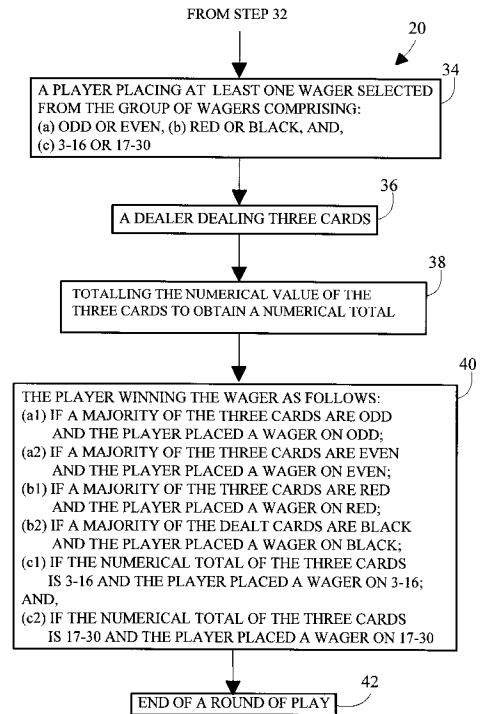 FROM STEP 32
20
34
A PLAYER PLACING AT LEAST ONE WAGER SELECTED
FROM THE GROUP OF WAGERS COMPRISING:
(a) ODD OR EVEN, (b) RED OR BLACK, AND,
(c) 3-16 OR 17-30
36
A DEALER DEALING THREE CARDS
38
TOTALLING THE NUMERICAL VALUE OF THE
THREE CARDS TO OBTAIN A NUMERICAL TOTAL
40
THE PLAYER WINNING THE WAGER AS FOLLOWS:
(a1) IF A MAJORITY OF THE THREE CARDS ARE ODD
AND THE PLAYER PLACED A WAGER ON ODD;
(a2) IF A MAJORITY OF THE THREE CARDS ARE EVEN
AND THE PLAYER PLACED A WAGER ON EVEN;
(b1) IF A MAJORITY OF THE THREE CARDS ARE RED
AND THE PLAYER PLACED A WAGER ON RED;
(b2) IF A MAJORITY OF THE DEALT CARDS ARE BLACK
AND THE PLAYER PLACED A WAGER ON BLACK;
(c1) IF THE NUMERICAL TOTAL OF THE THREE CARDS
IS 3-16 AND THE PLAYER PLACED A WAGER ON 3-16;
AND,
(c2) IF THE NUMERICAL TOTAL OF THE THREE CARDS
IS 17-30 AND THE PLAYER PLACED A WAGER ON 17-30
42
END OF A ROUND OF PLAY